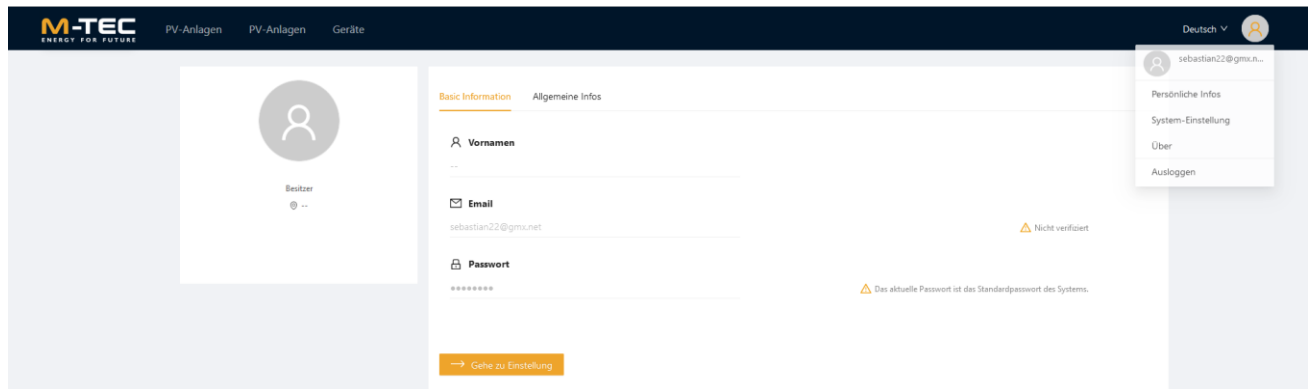 M-TEC
ENERGY FOR FUTURE
PV-Anlagen PV-Anlagen Geräte
Deutsch
sebastian22@gmx.n...
Persönliche Infos
System-Einstellung
Über
Ausloggen
Besitzer
--
Basic Information Allgemeine Infos
Vornamen
--
Email
sebastian22@gmx.net
Nicht verifiziert
Passwort
Das aktuelle Passwort ist das Standardpasswort des Systems.
→ Gehe zu Einstellung